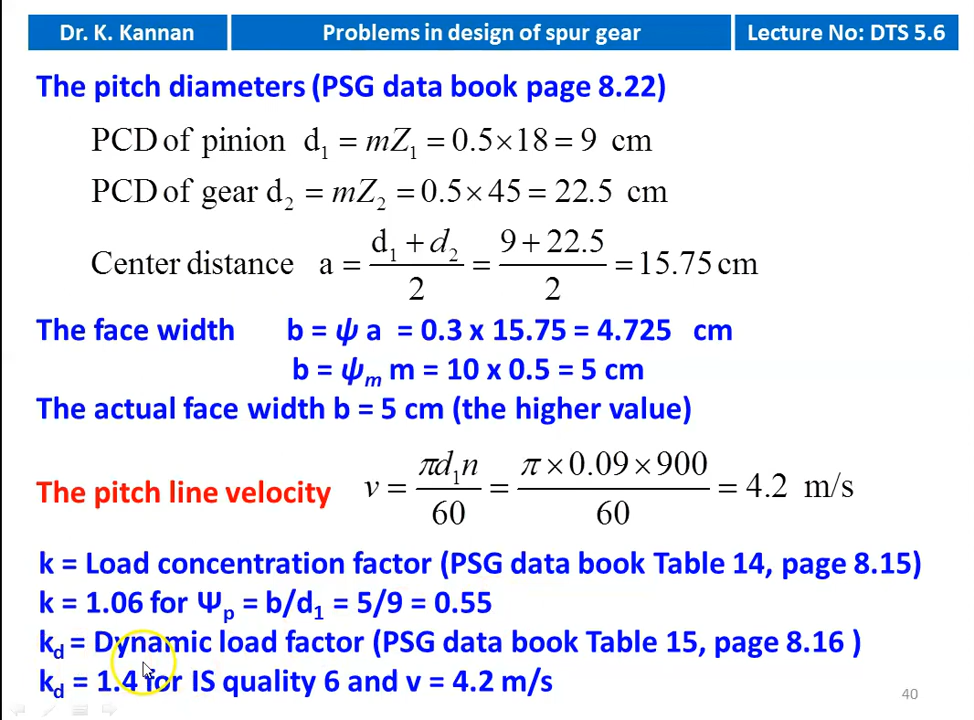 Dr. K. Kannan Problems in design of spur gear Lecture No: DTS 5.6
The pitch diameters (PSG data book page 8.22)
PCD of pinion d₁ = mZ₁ = 0.5×18 = 9 cm
PCD of gear d₂ = mZ₂ = 0.5×45 = 22.5 cm
Center distance a = (d₁ + d₂)/2 = (9 + 22.5)/2 = 15.75 cm
The face width b = ψ a = 0.3 x 15.75 = 4.725 cm
b = ψₘ m = 10 x 0.5 = 5 cm
The actual face width b = 5 cm (the higher value)
The pitch line velocity v = πd₁n/60 = π×0.09×900/60 = 4.2 m/s
k = Load concentration factor (PSG data book Table 14, page 8.15)
k = 1.06 for Ψₚ = b/d₁ = 5/9 = 0.55
k_d = Dynamic load factor (PSG data book Table 15, page 8.16 )
k_d = 1.4 for IS quality 6 and v = 4.2 m/s
40